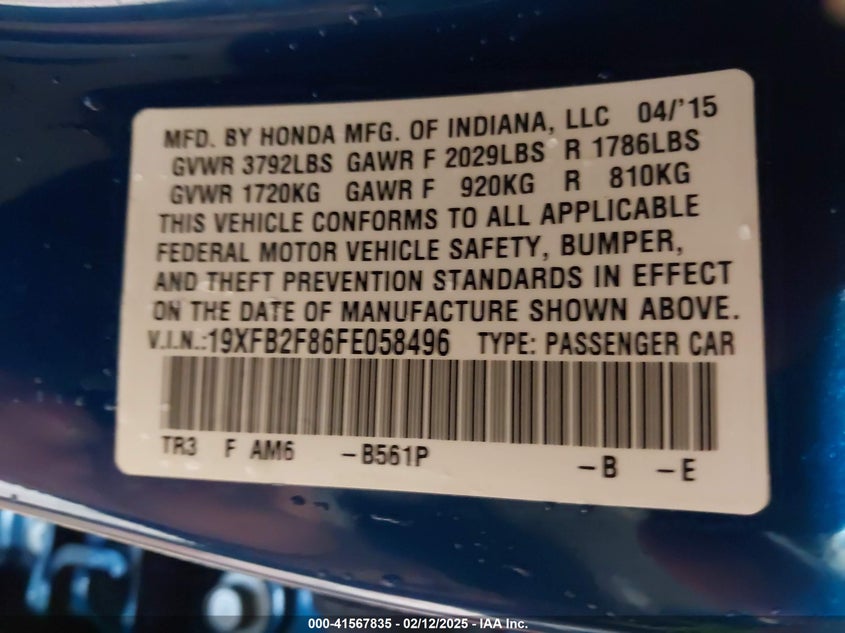 MFD. BY HONDA MFG. OF INDIANA, LLC 04/'15
GVWR 3792LBS GAWR F 2029LBS R 1786LBS
GVWR 1720KG GAWR F 920KG R 810KG
THIS VEHICLE CONFORMS TO ALL APPLICABLE
FEDERAL MOTOR VEHICLE SAFETY, BUMPER,
AND THEFT PREVENTION STANDARDS IN EFFECT
ON THE DATE OF MANUFACTURE SHOWN ABOVE.
V.I.N.:19XFB2F86FE058496 TYPE: PASSENGER CAR
TR3 F AM6 -B561P -B -E
000-41567835 - 02/12/2025 - IAA Inc.